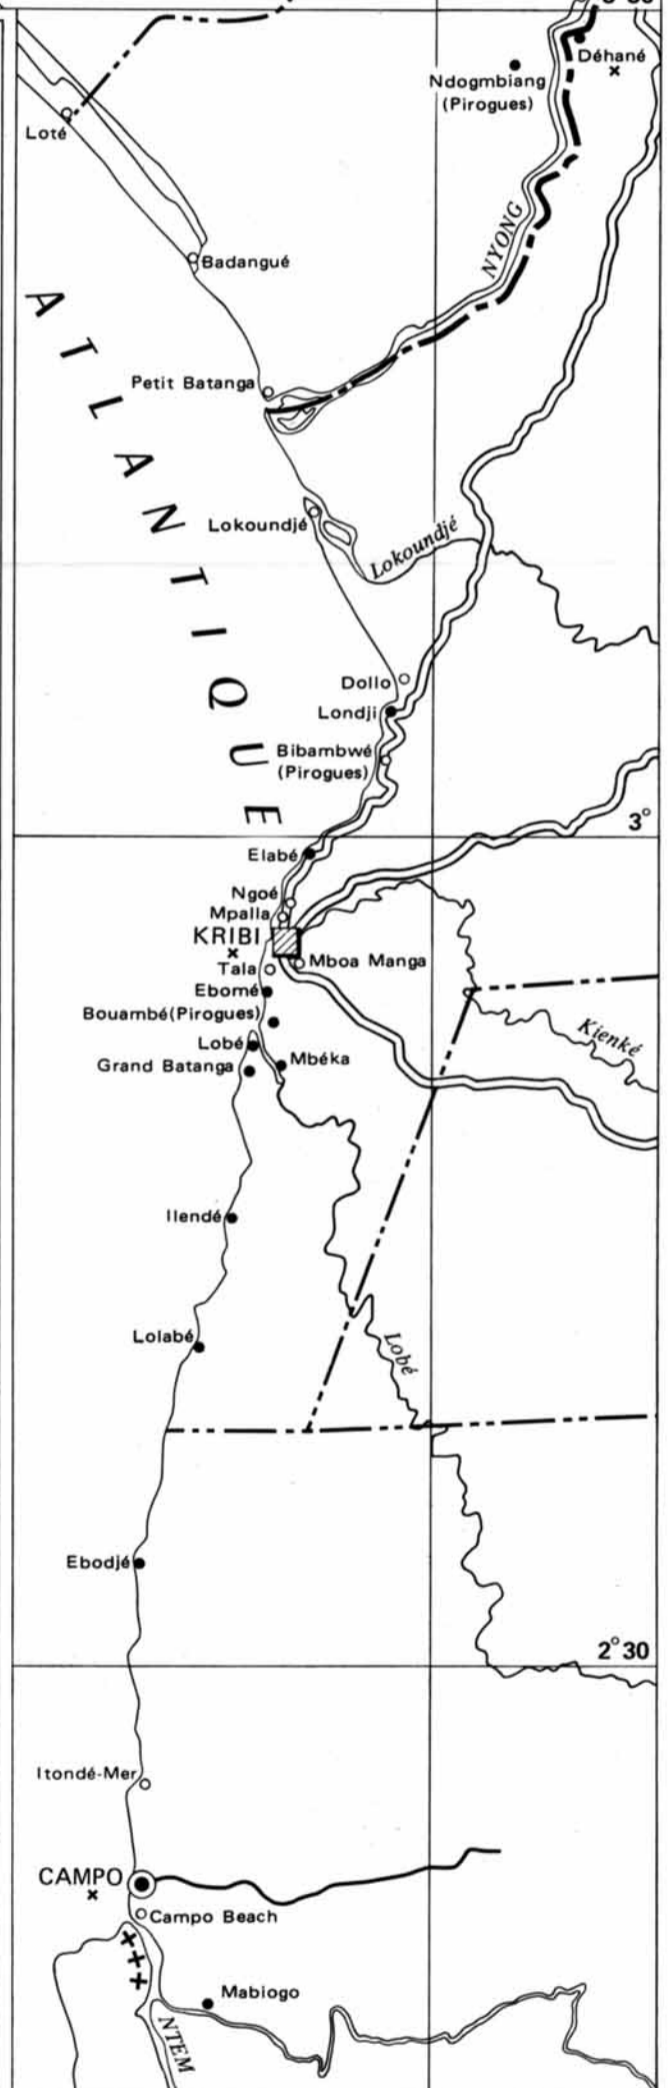 Déhané
Ndogmbiang
(Pirogues)
Loté
NYONG
Badangué
ATLANTIQUE
Petit Batanga
Lokoundjé
Lokoundjé
Dollo
Londji
Bibambwé
(Pirogues)
3°
Elabé
Ngoé
Mpalla
KRIBI
Mboa Manga
Tala
Ebomé
Bouambé(Pirogues)
Kienké
Lobé
Mbéka
Grand Batanga
Ilendé
Lolabé
Lobé
Ebodjé
2°30
Itondé-Mer
CAMPO
Campo Beach
Mabiogo
NTEM